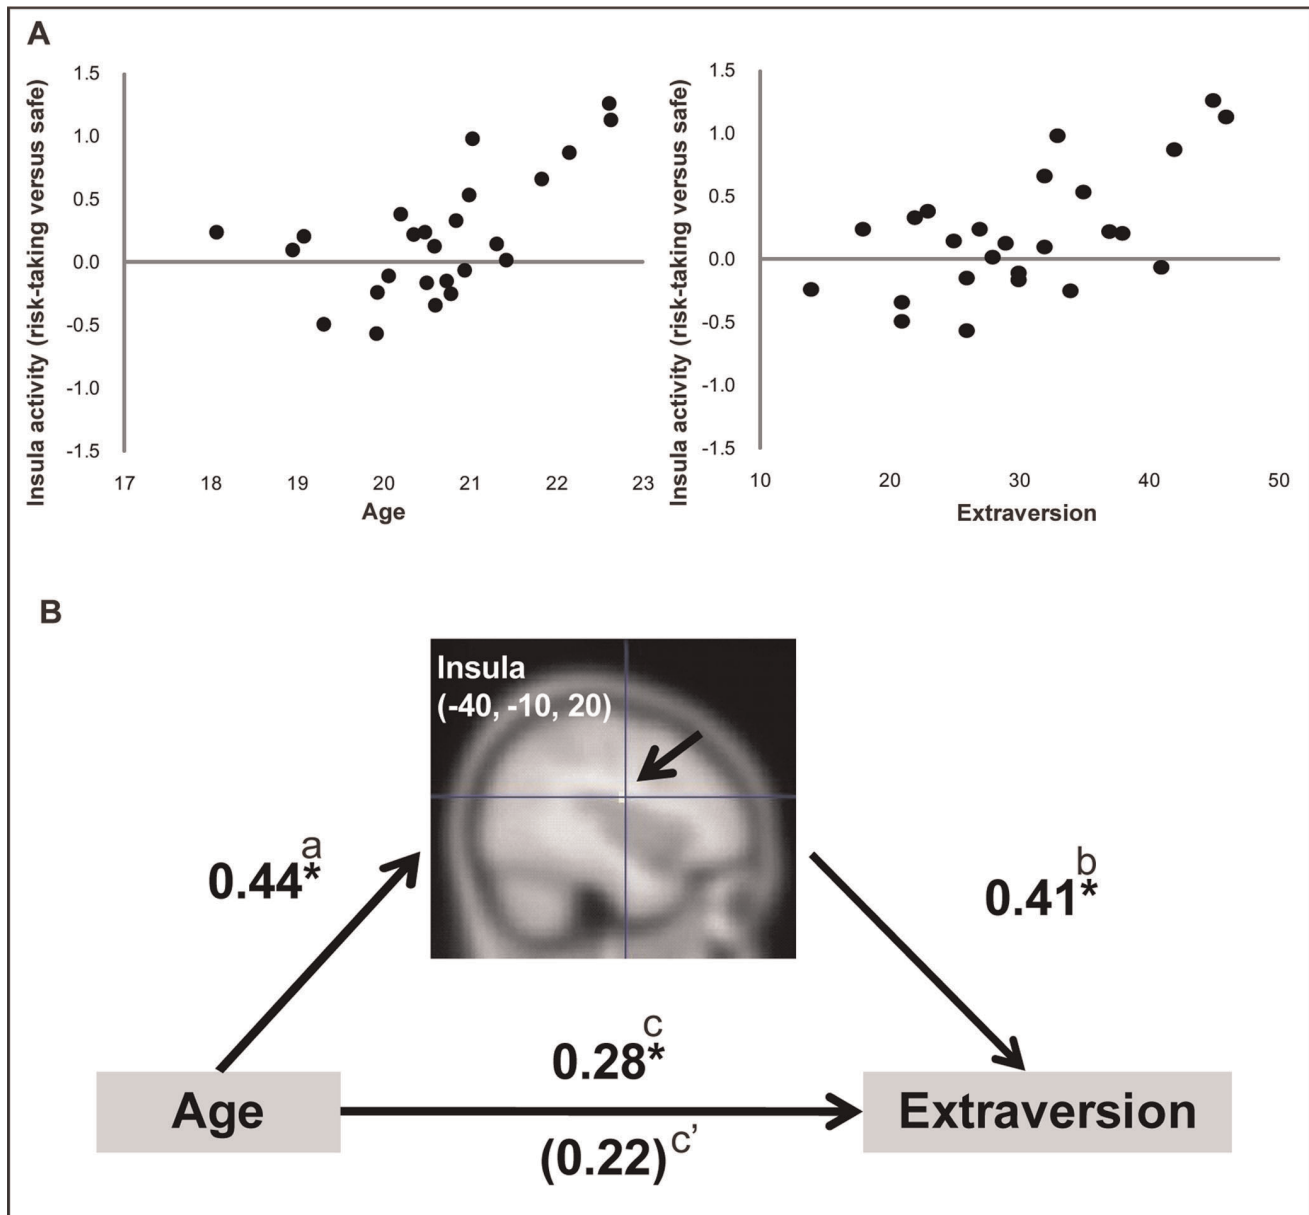 A
Insula activity (risk-taking versus safe)
1.5
1.0
0.5
0.0
-0.5
-1.0
-1.5
17 18 19 20 21 22 23
Age
Insula activity (risk-taking versus safe)
1.5
1.0
0.5
0.0
-0.5
-1.0
-1.5
10 20 30 40 50
Extraversion
B
Insula
(-40, -10, 20)
0.44*a
0.41*b
0.28*c
Age
Extraversion
(0.22)c’